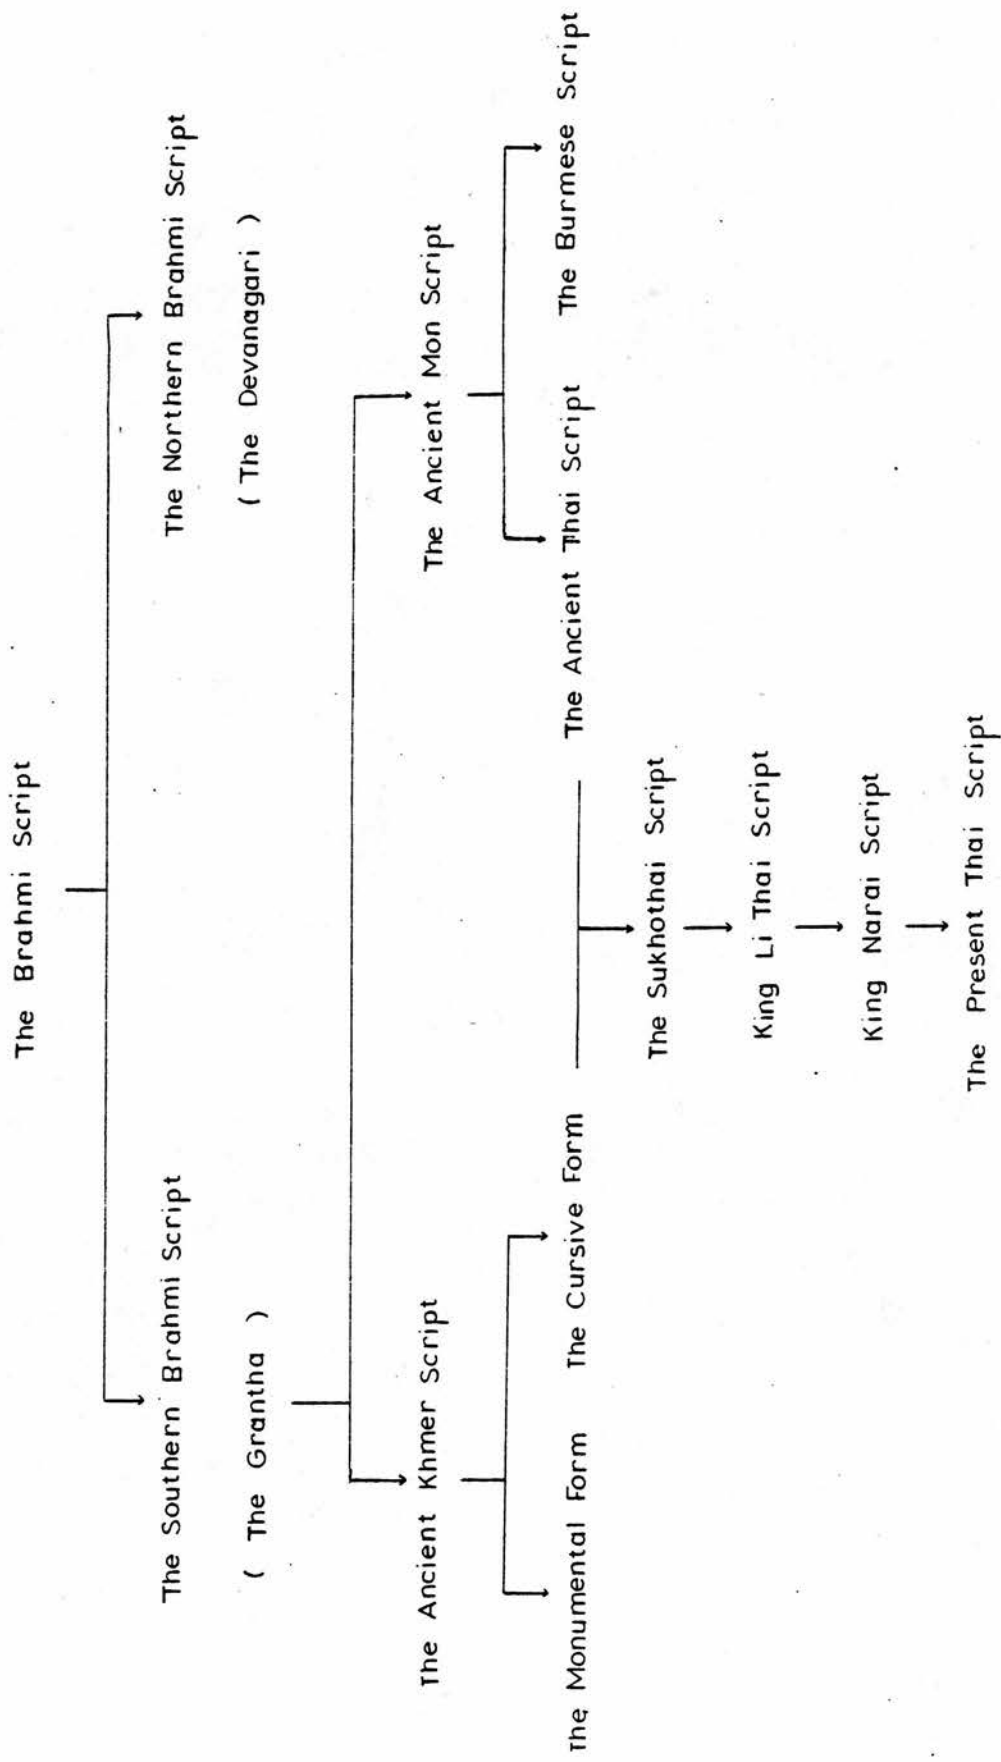 The Brahmi Script
The Southern Brahmi Script
( The Grantha )
The Northern Brahmi Script
( The Devanagari )
The Ancient Khmer Script
The Ancient Mon Script
The Monumental Form
The Cursive Form
The Ancient Thai Script
The Burmese Script
The Sukhothai Script
King Li Thai Script
King Narai Script
The Present Thai Script